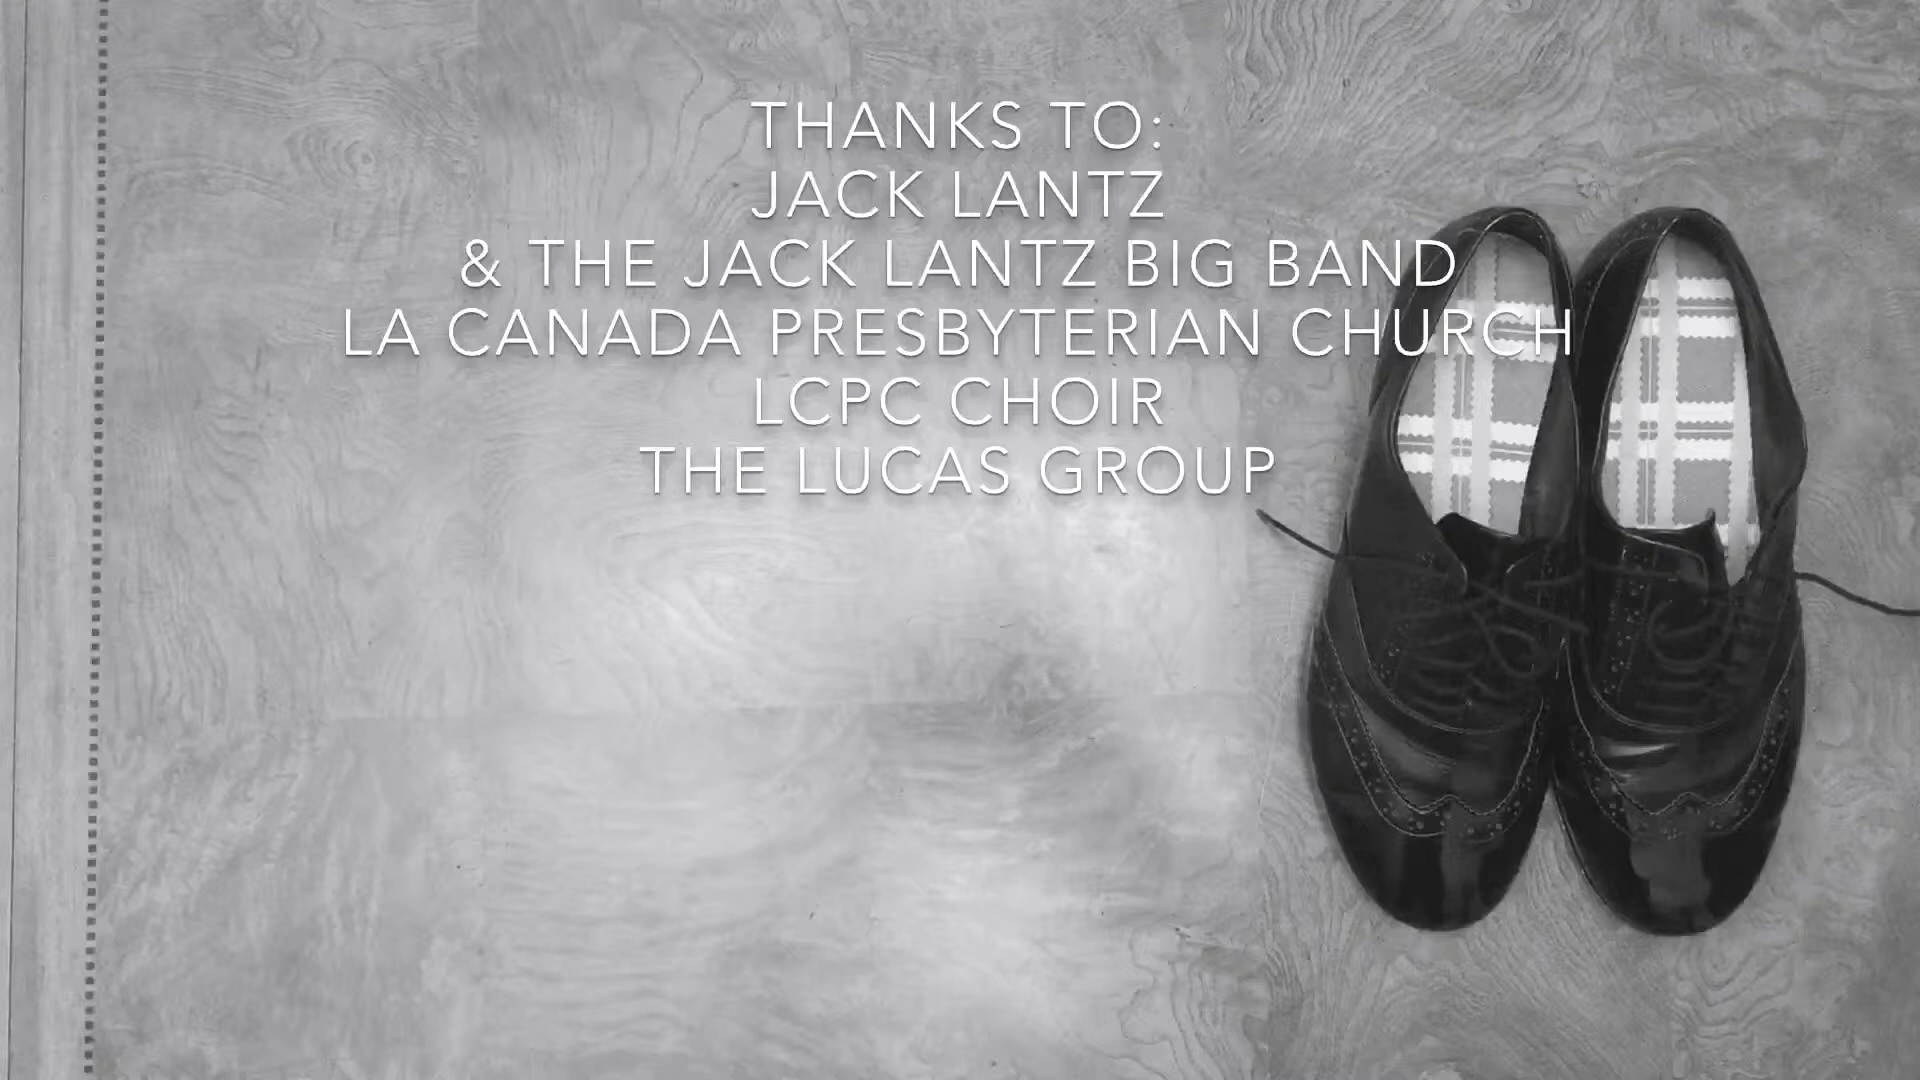 THANKS TO:
JACK LANTZ
& THE JACK LANTZ BIG BAND
LA CANADA PRESBYTERIAN CHURCH
LCPC CHOIR
THE LUCAS GROUP